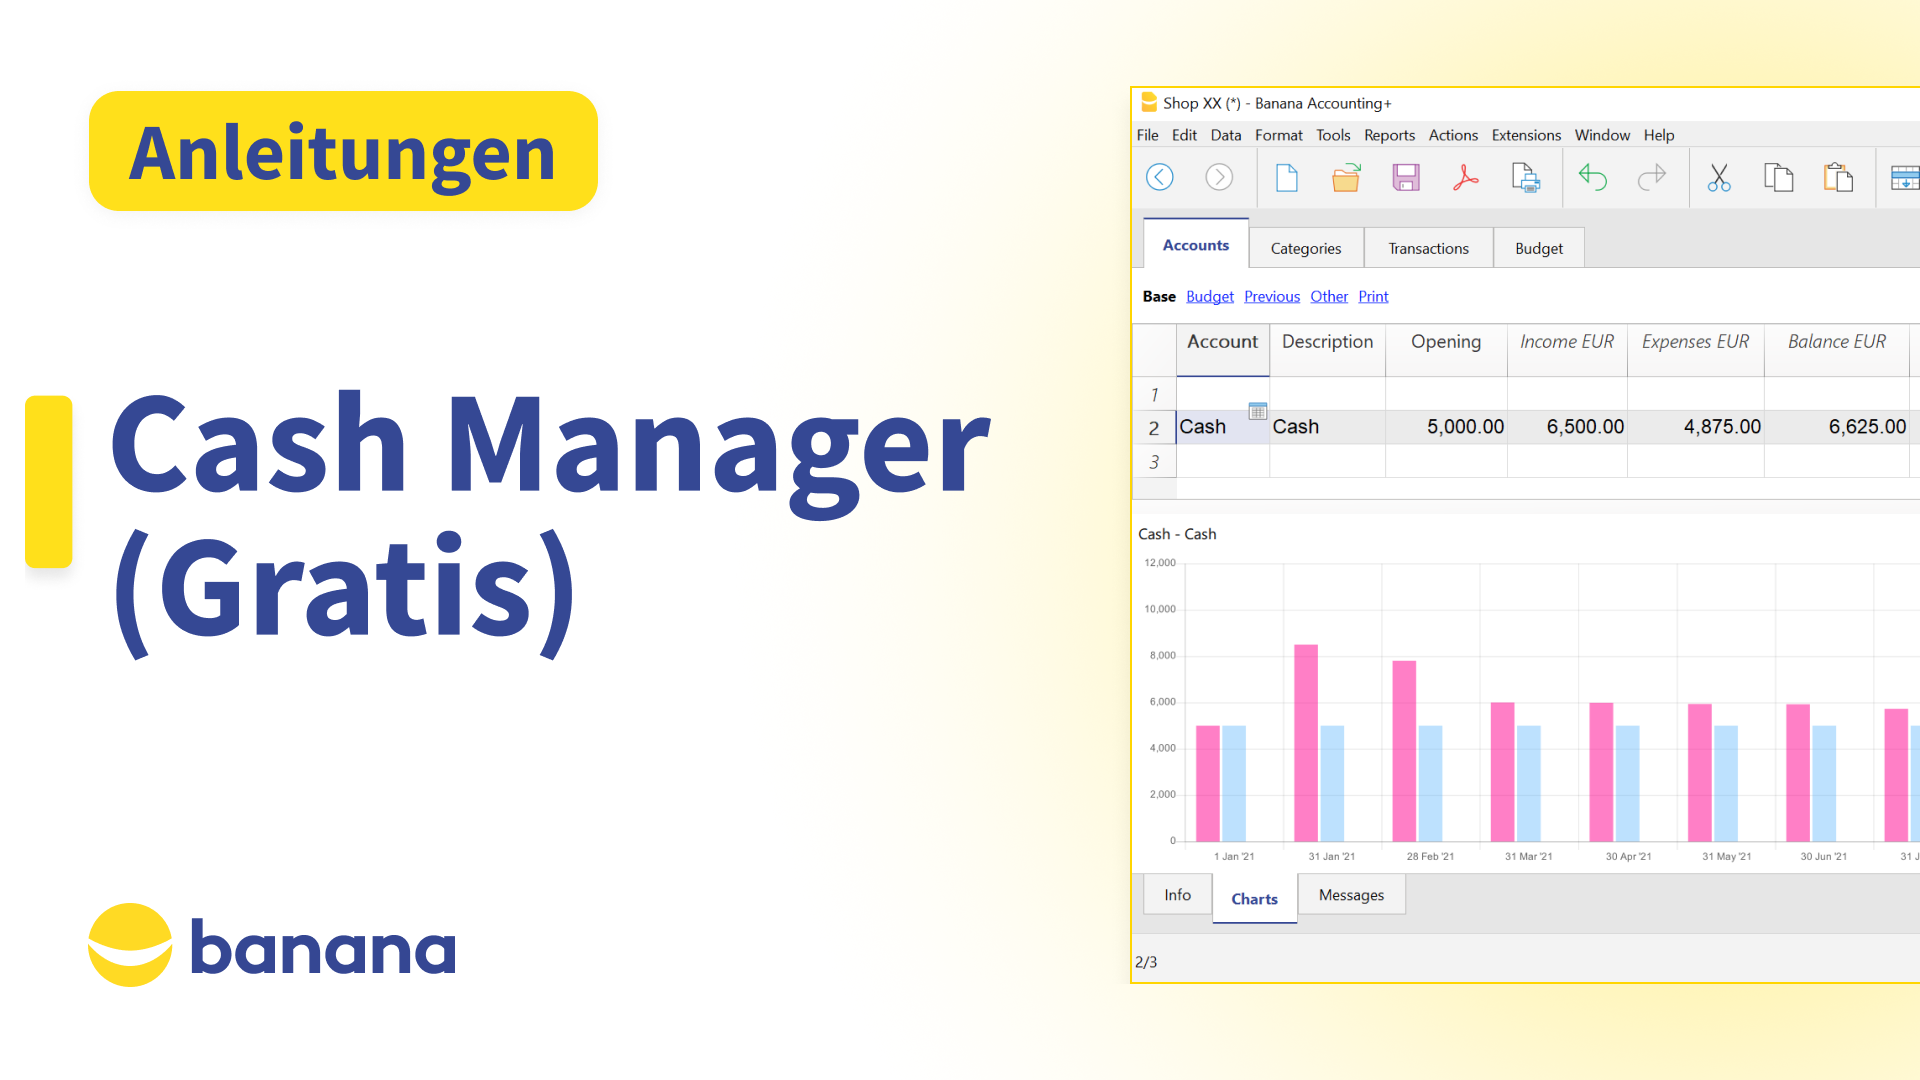 Anleitungen
Cash Manager
(Gratis)
banana
Shop XX (*) - Banana Accounting+
File Edit Data Format Tools Reports Actions Extensions Window Help
Accounts Categories Transactions Budget
Base Budget Previous Other Print
Account Description Opening Income EUR Expenses EUR Balance EUR
1
2 Cash Cash 5,000.00 6,500.00 4,875.00 6,625.00
3
Cash - Cash
12,000
10,000
8,000
6,000
4,000
2,000
0
1 Jan '21 31 Jan '21 28 Feb '21 31 Mar '21 30 Apr '21 31 May '21 30 Jun '21 31 J
Info Charts Messages
2/3